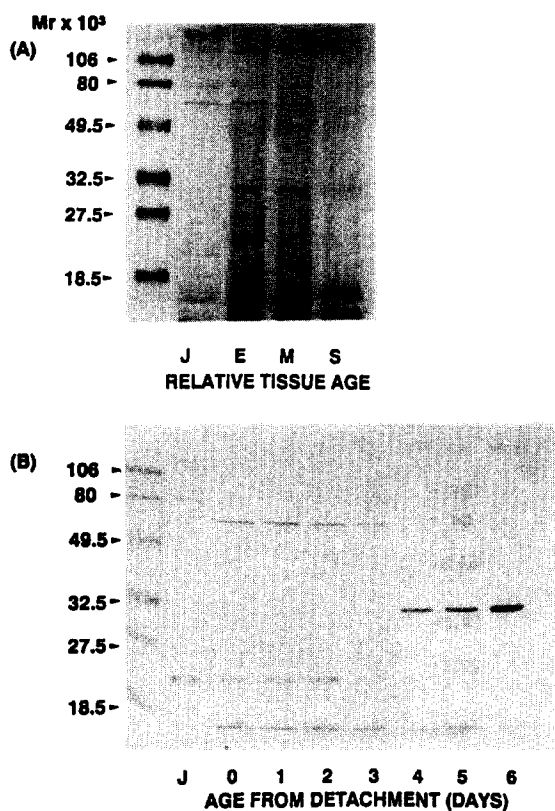 Mr x 10³
(A)
106
80
49.5
32.5
27.5
18.5
J E M S
RELATIVE TISSUE AGE
(B)
106
80
49.5
32.5
27.5
18.5
J 0 1 2 3 4 5 6
AGE FROM DETACHMENT (DAYS)